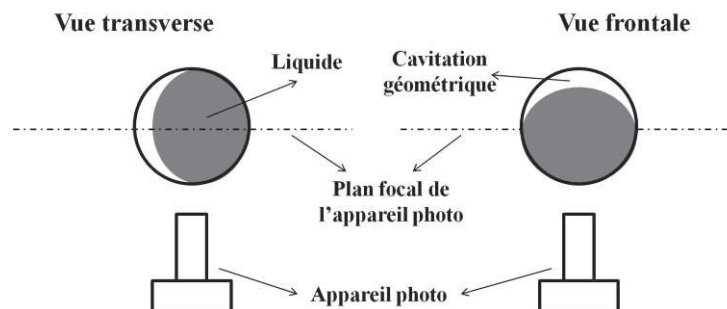 Vue transverse
Vue frontale
Liquide
Cavitation
géométrique
Plan focal de
l'appareil photo
Appareil photo